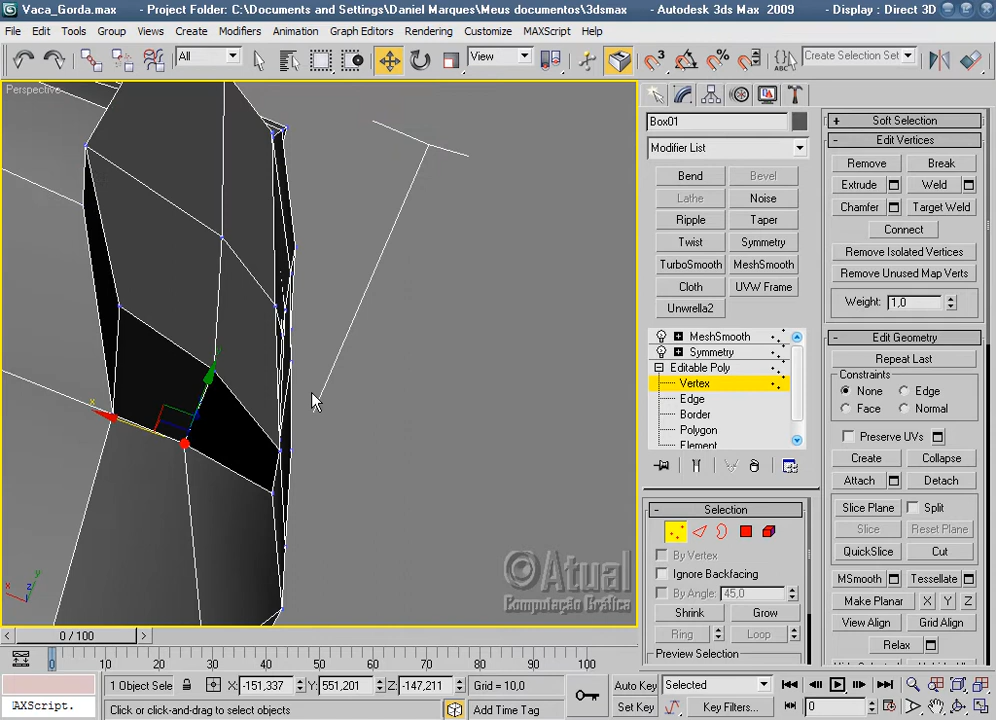 Vaca_Gorda.max - Project Folder: C:\Documents and Settings\Daniel Marques\Meus documentos\3dsmax - Autodesk 3ds Max 2009 - Display : Direct 3D
File Edit Tools Group Views Create Modifiers Animation Graph Editors Rendering Customize MAXScript Help
All View Create Selection Set
Perspective
Box01
Modifier List
Bend Bevel
Lathe Noise
Ripple Taper
Twist Symmetry
TurboSmooth MeshSmooth
Cloth UVW Frame
Unwrella2
MeshSmooth
Symmetry
Editable Poly
Vertex
Edge
Border
Polygon
Element
Selection
By Vertex
Ignore Backfacing
By Angle: 45,0
Shrink Grow
Ring Loop
Preview Selection
Soft Selection
Edit Vertices
Remove Break
Extrude Weld
Chamfer Target Weld
Connect
Remove Isolated Vertices
Remove Unused Map Verts
Weight: 1,0
Edit Geometry
Repeat Last
Constraints
None Edge
Face Normal
Preserve UVs
Create Collapse
Attach Detach
Slice Plane Split
Slice Reset Plane
QuickSlice Cut
MSmooth Tessellate
Make Planar X Y Z
View Align Grid Align
Relax
x
x y z
©Atual
Computação Gráfica
0 / 100
0 10 20 30 40 50 60 70 80 90 100
1 Object Sele X: -151,337 Y: 551,201 Z: -147,211 Grid = 10,0 Auto Key Selected
AXScript. Click or click-and-drag to select objects Add Time Tag Set Key Key Filters... 0